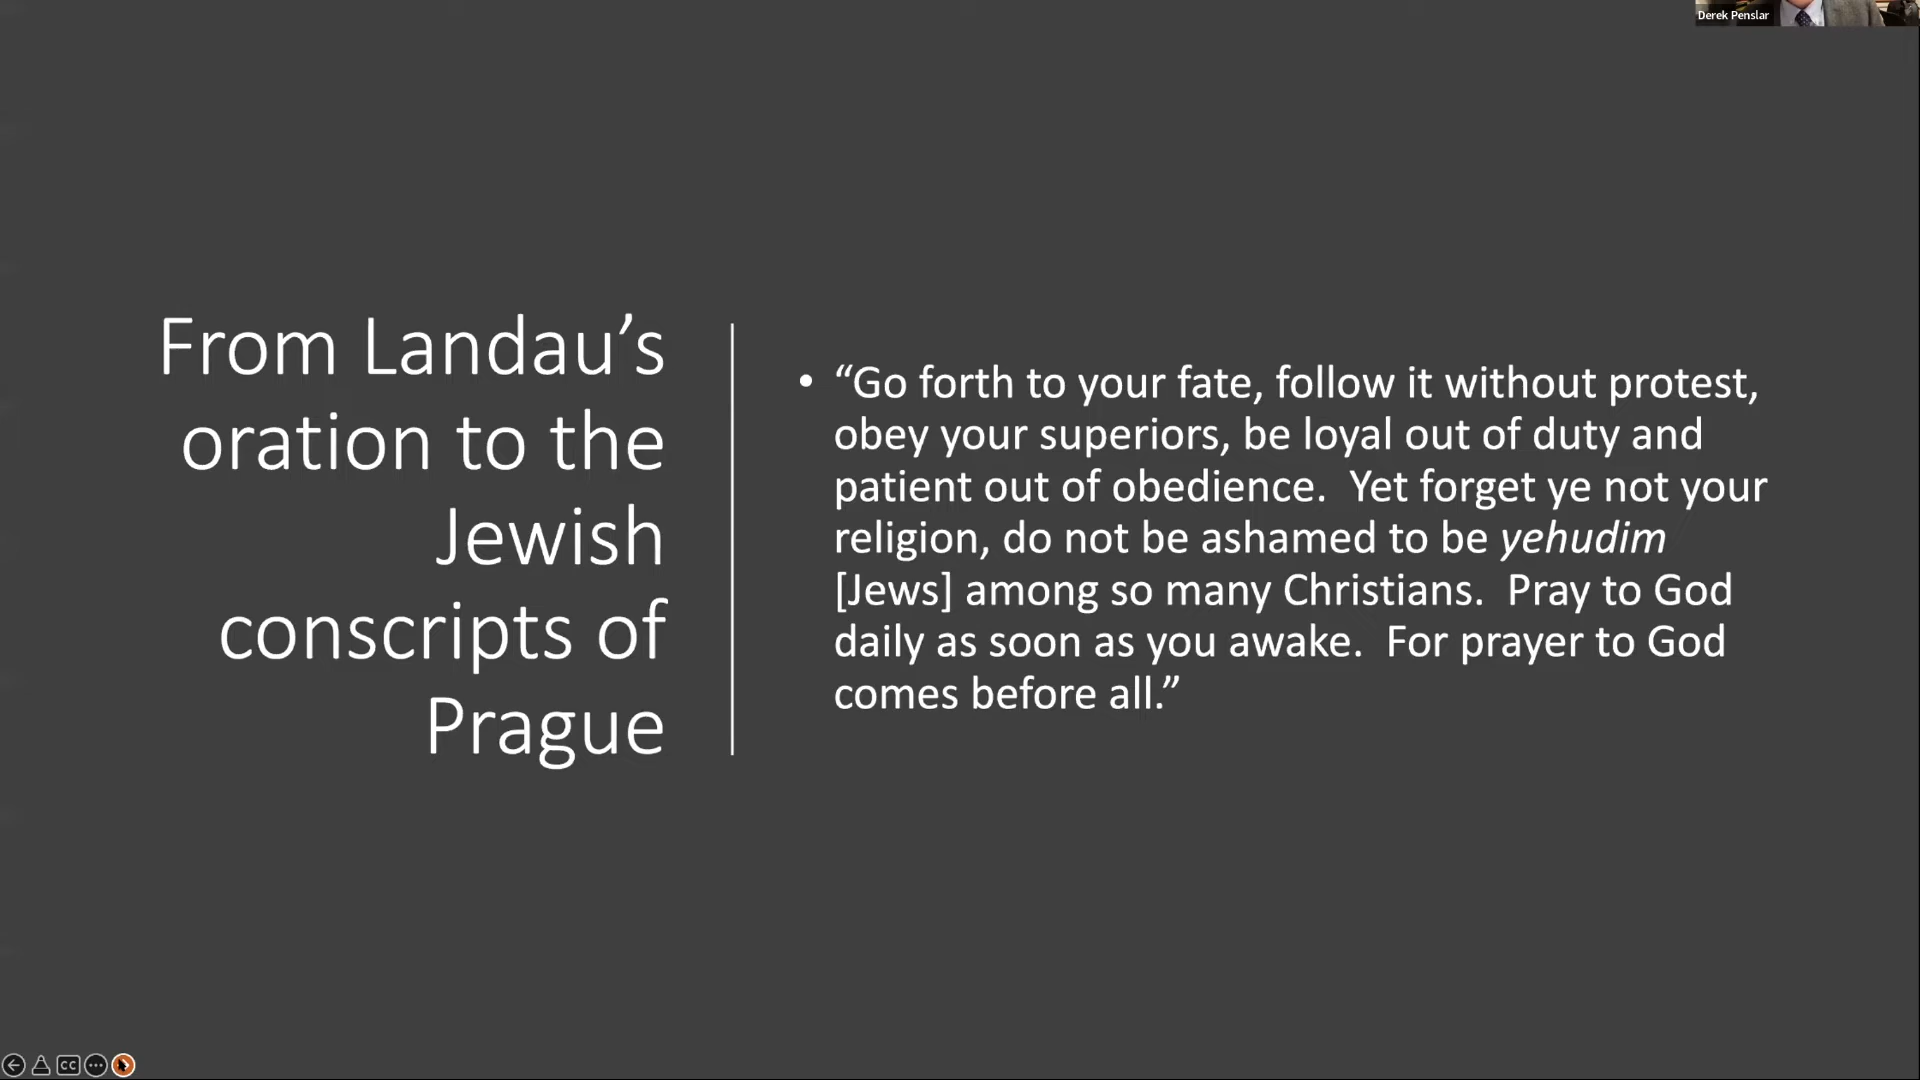 Derek Penslar
From Landau’s
oration to the
Jewish
conscripts of
Prague
• “Go forth to your fate, follow it without protest,
obey your superiors, be loyal out of duty and
patient out of obedience.  Yet forget ye not your
religion, do not be ashamed to be yehudim
[Jews] among so many Christians.  Pray to God
daily as soon as you awake.  For prayer to God
comes before all.”
CC